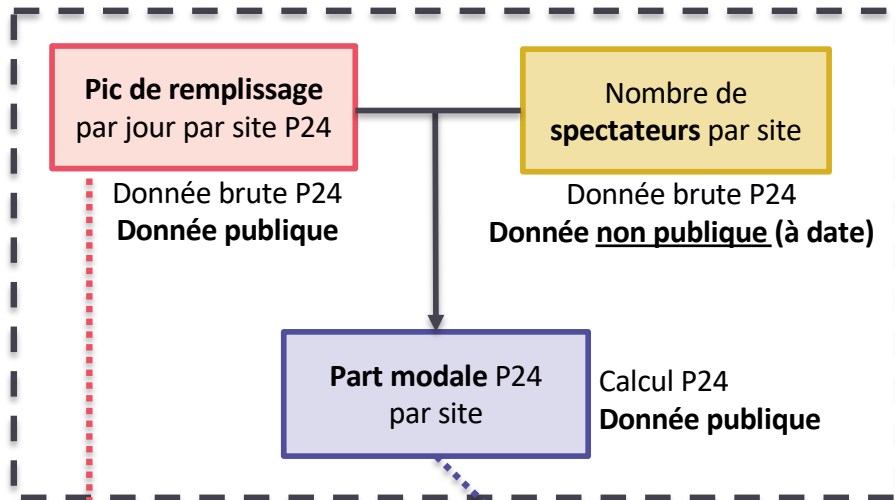 Pic de remplissage
par jour par site P24
Nombre de
spectateurs par site
Donnée brute P24
Donnée publique
Donnée brute P24
Donnée non publique (à date)
Part modale P24
par site
Calcul P24
Donnée publique